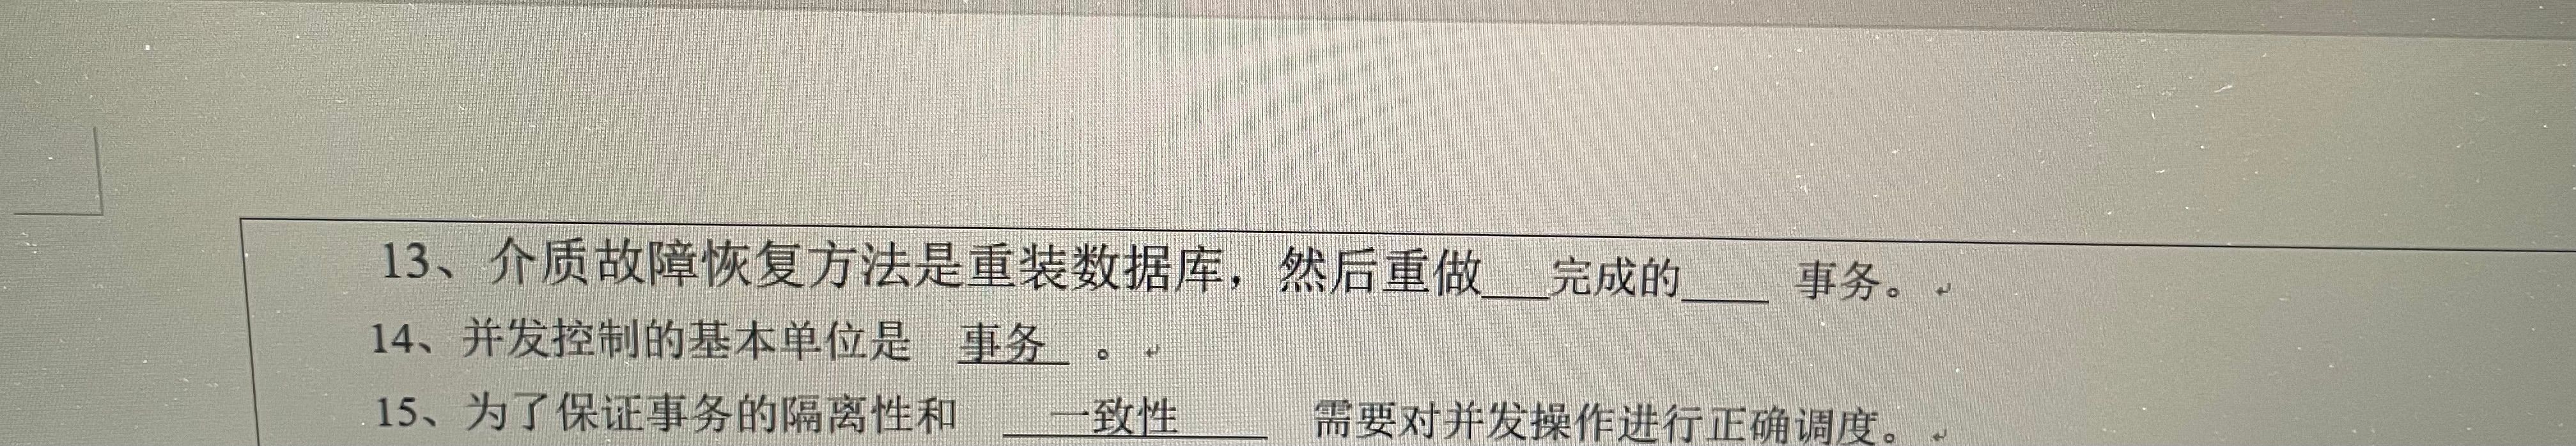 13、介质故障恢复方法是重装数据库，然后重做___完成的____ 事务。
14、并发控制的基本单位是 事务 。
15、为了保证事务的隔离性和 一致性 需要对并发操作进行正确调度。